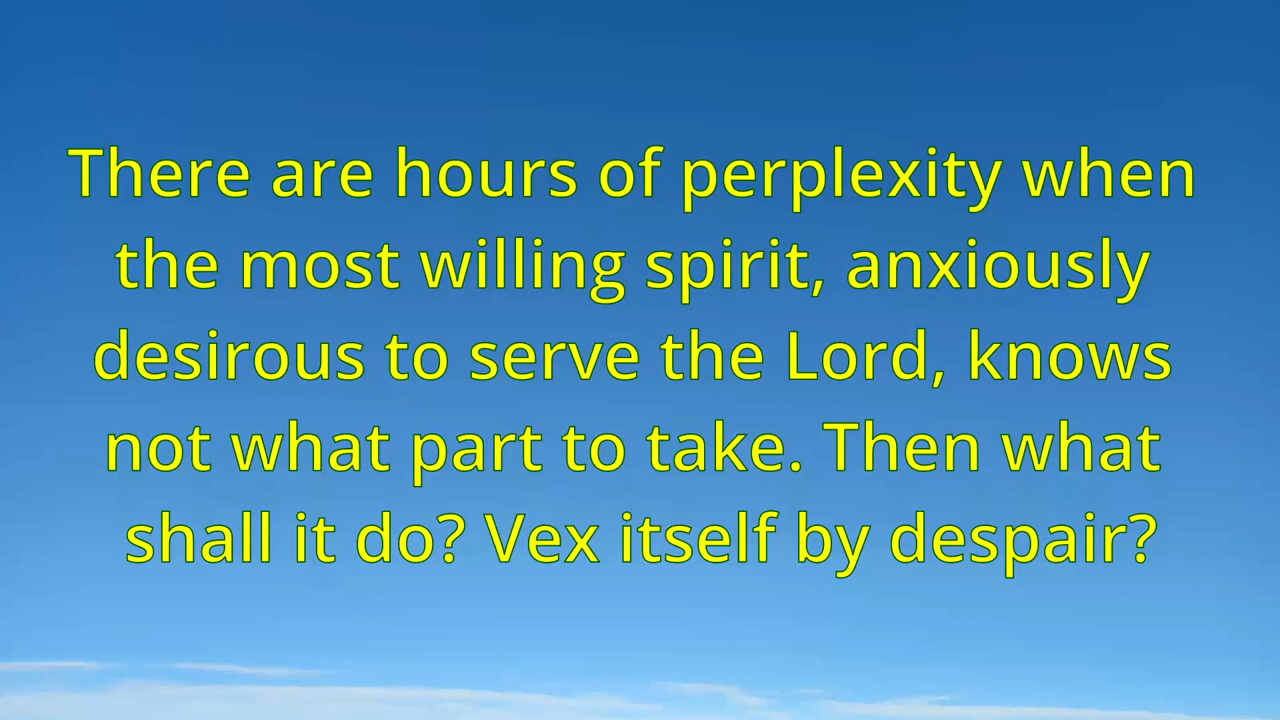 There are hours of perplexity when
the most willing spirit, anxiously
desirous to serve the Lord, knows
not what part to take. Then what
shall it do? Vex itself by despair?